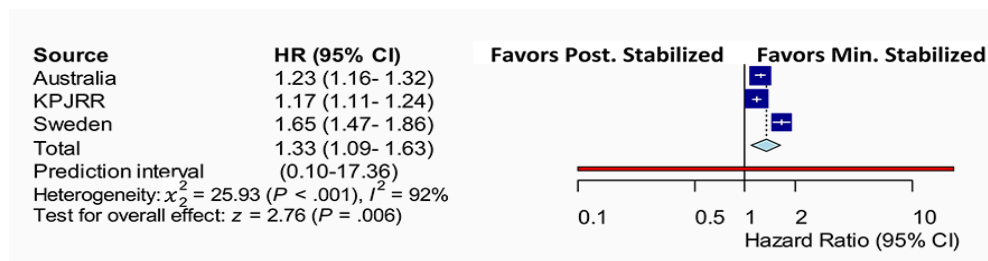 Source HR (95% CI) Favors Post. Stabilized Favors Min. Stabilized
Australia 1.23 (1.16- 1.32)
KPJRR 1.17 (1.11- 1.24)
Sweden 1.65 (1.47- 1.86)
Total 1.33 (1.09- 1.63)
Prediction interval (0.10-17.36)
Heterogeneity: x²₂ = 25.93 (P < .001), I² = 92%
Test for overall effect: z = 2.76 (P = .006)
0.1 0.5 1 2 10
Hazard Ratio (95% CI)